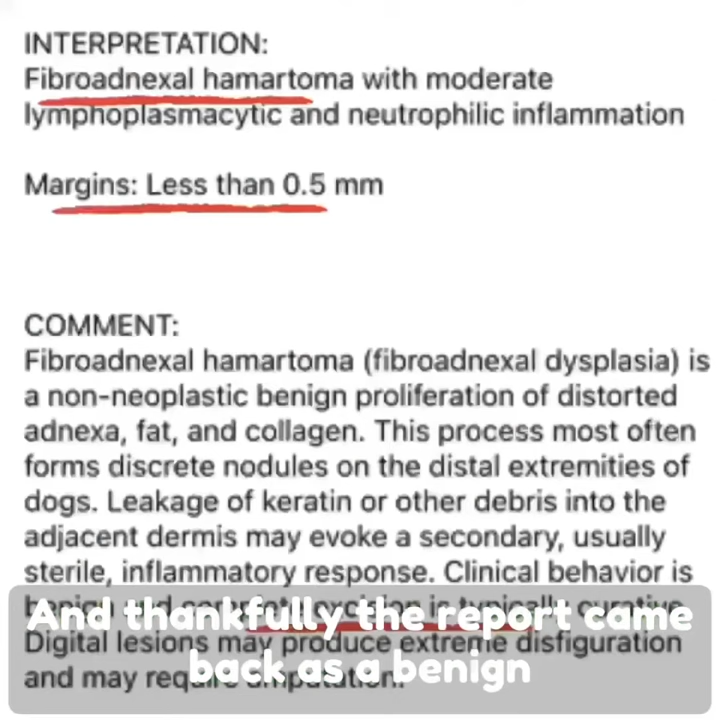 INTERPRETATION:
Fibroadnexal hamartoma with moderate
lymphoplasmacytic and neutrophilic inflammation
Margins: Less than 0.5 mm
COMMENT:
Fibroadnexal hamartoma (fibroadnexal dysplasia) is
a non-neoplastic benign proliferation of distorted
adnexa, fat, and collagen. This process most often
forms discrete nodules on the distal extremities of
dogs. Leakage of keratin or other debris into the
adjacent dermis may evoke a secondary, usually
sterile, inflammatory response. Clinical behavior is
And thankfully the report came
Digital lesions may produce extreme disfiguration
back as a benign
and may require amputation.